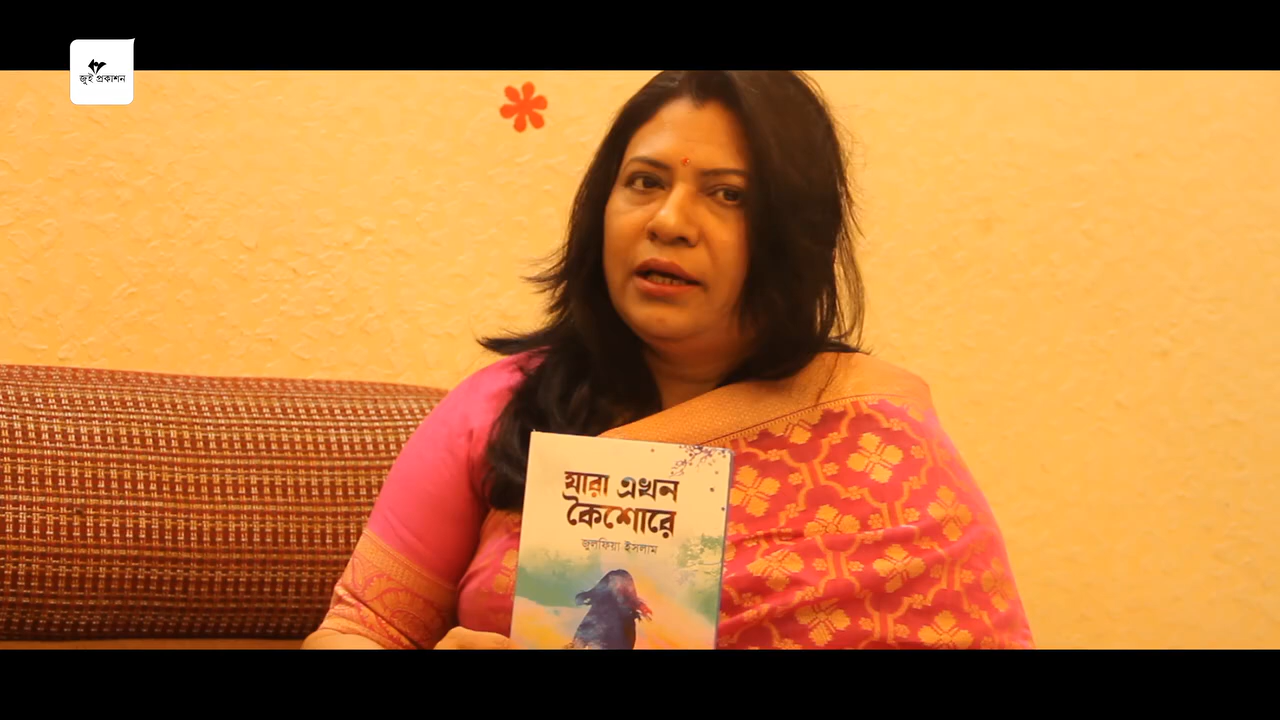 জুঁই প্রকাশন
যারা এখন
কৈশোরে
জুলফিয়া ইসলাম